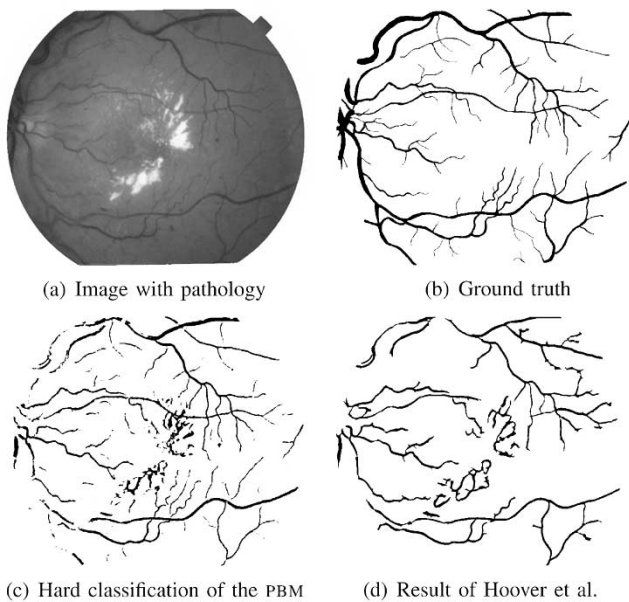 (a) Image with pathology
(b) Ground truth
(c) Hard classification of the PBM
(d) Result of Hoover et al.